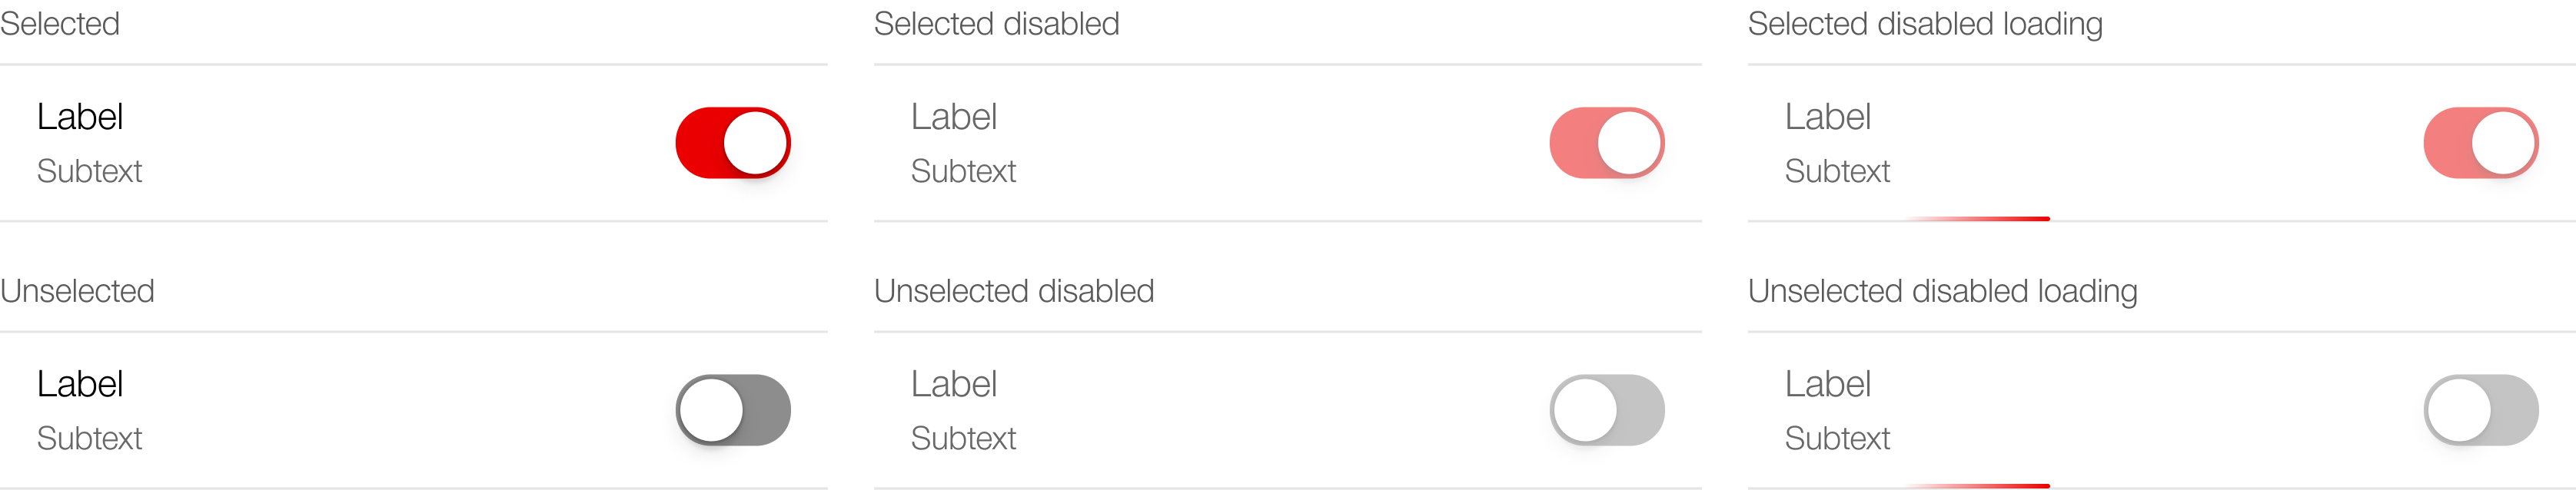 Selected
Label
Subtext
Selected disabled
Label
Subtext
Selected disabled loading
Label
Subtext
Unselected
Label
Subtext
Unselected disabled
Label
Subtext
Unselected disabled loading
Label
Subtext